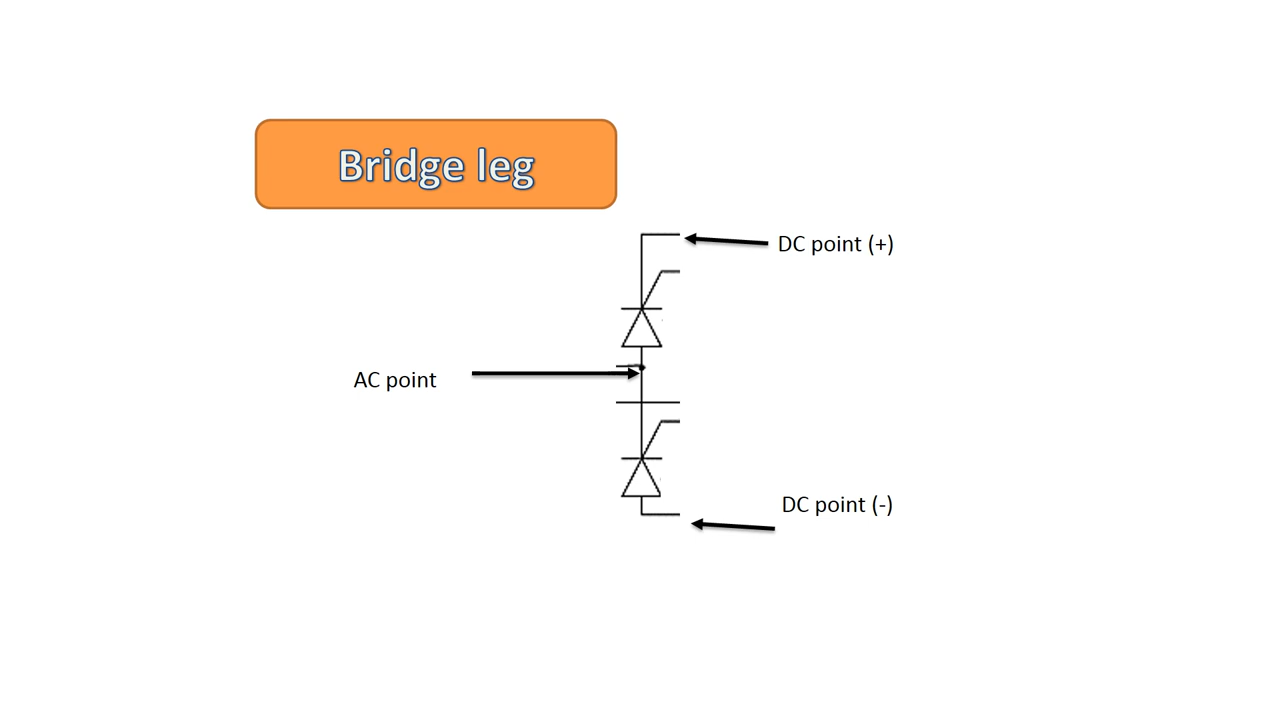 Bridge leg
DC point (+)
AC point
DC point (-)